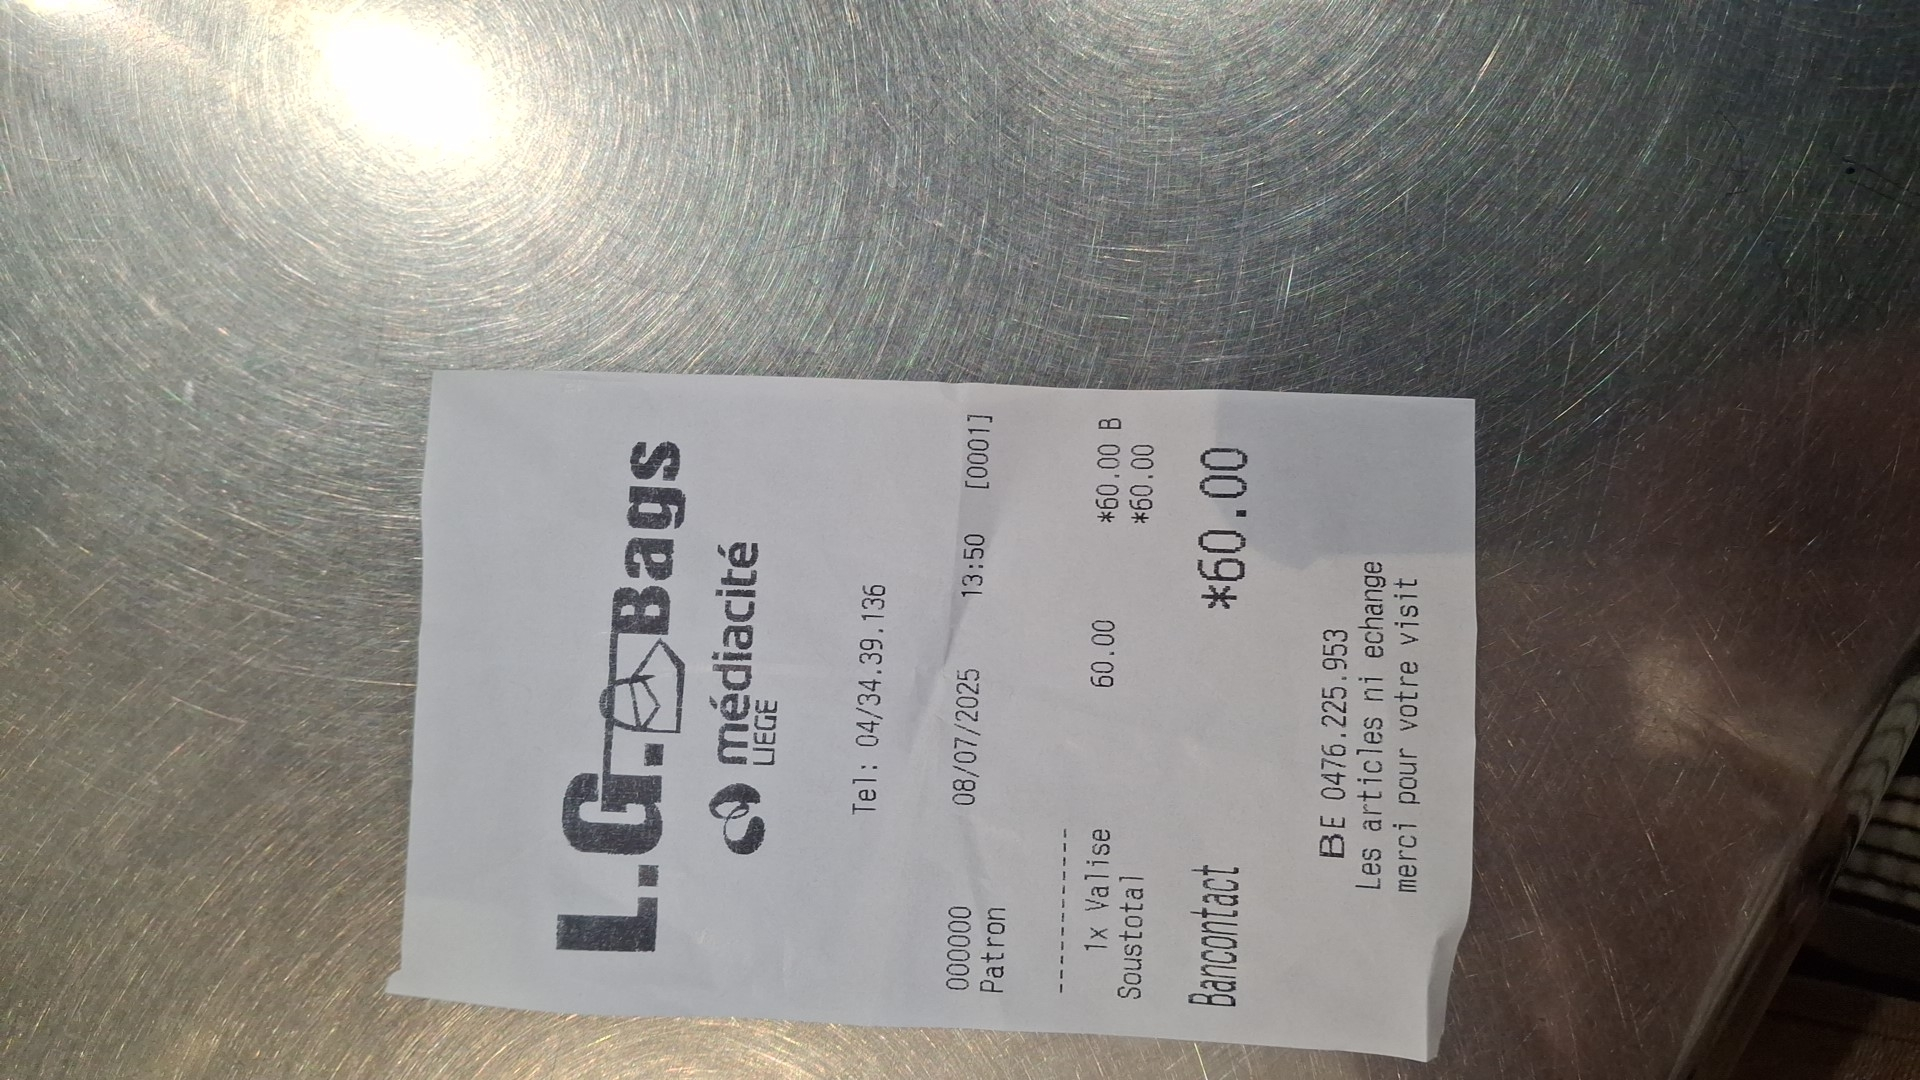 L.G. Bags
médiacité
LIEGE
Tel: 04/34.39.136
000000 08/07/2025 13:50 [0001]
Patron
--------------
1x Valise 60.00 *60.00 B
Soustotal *60.00
Bancontact *60.00
BE 0476.225.953
Les articles ni echange
merci pour votre visit